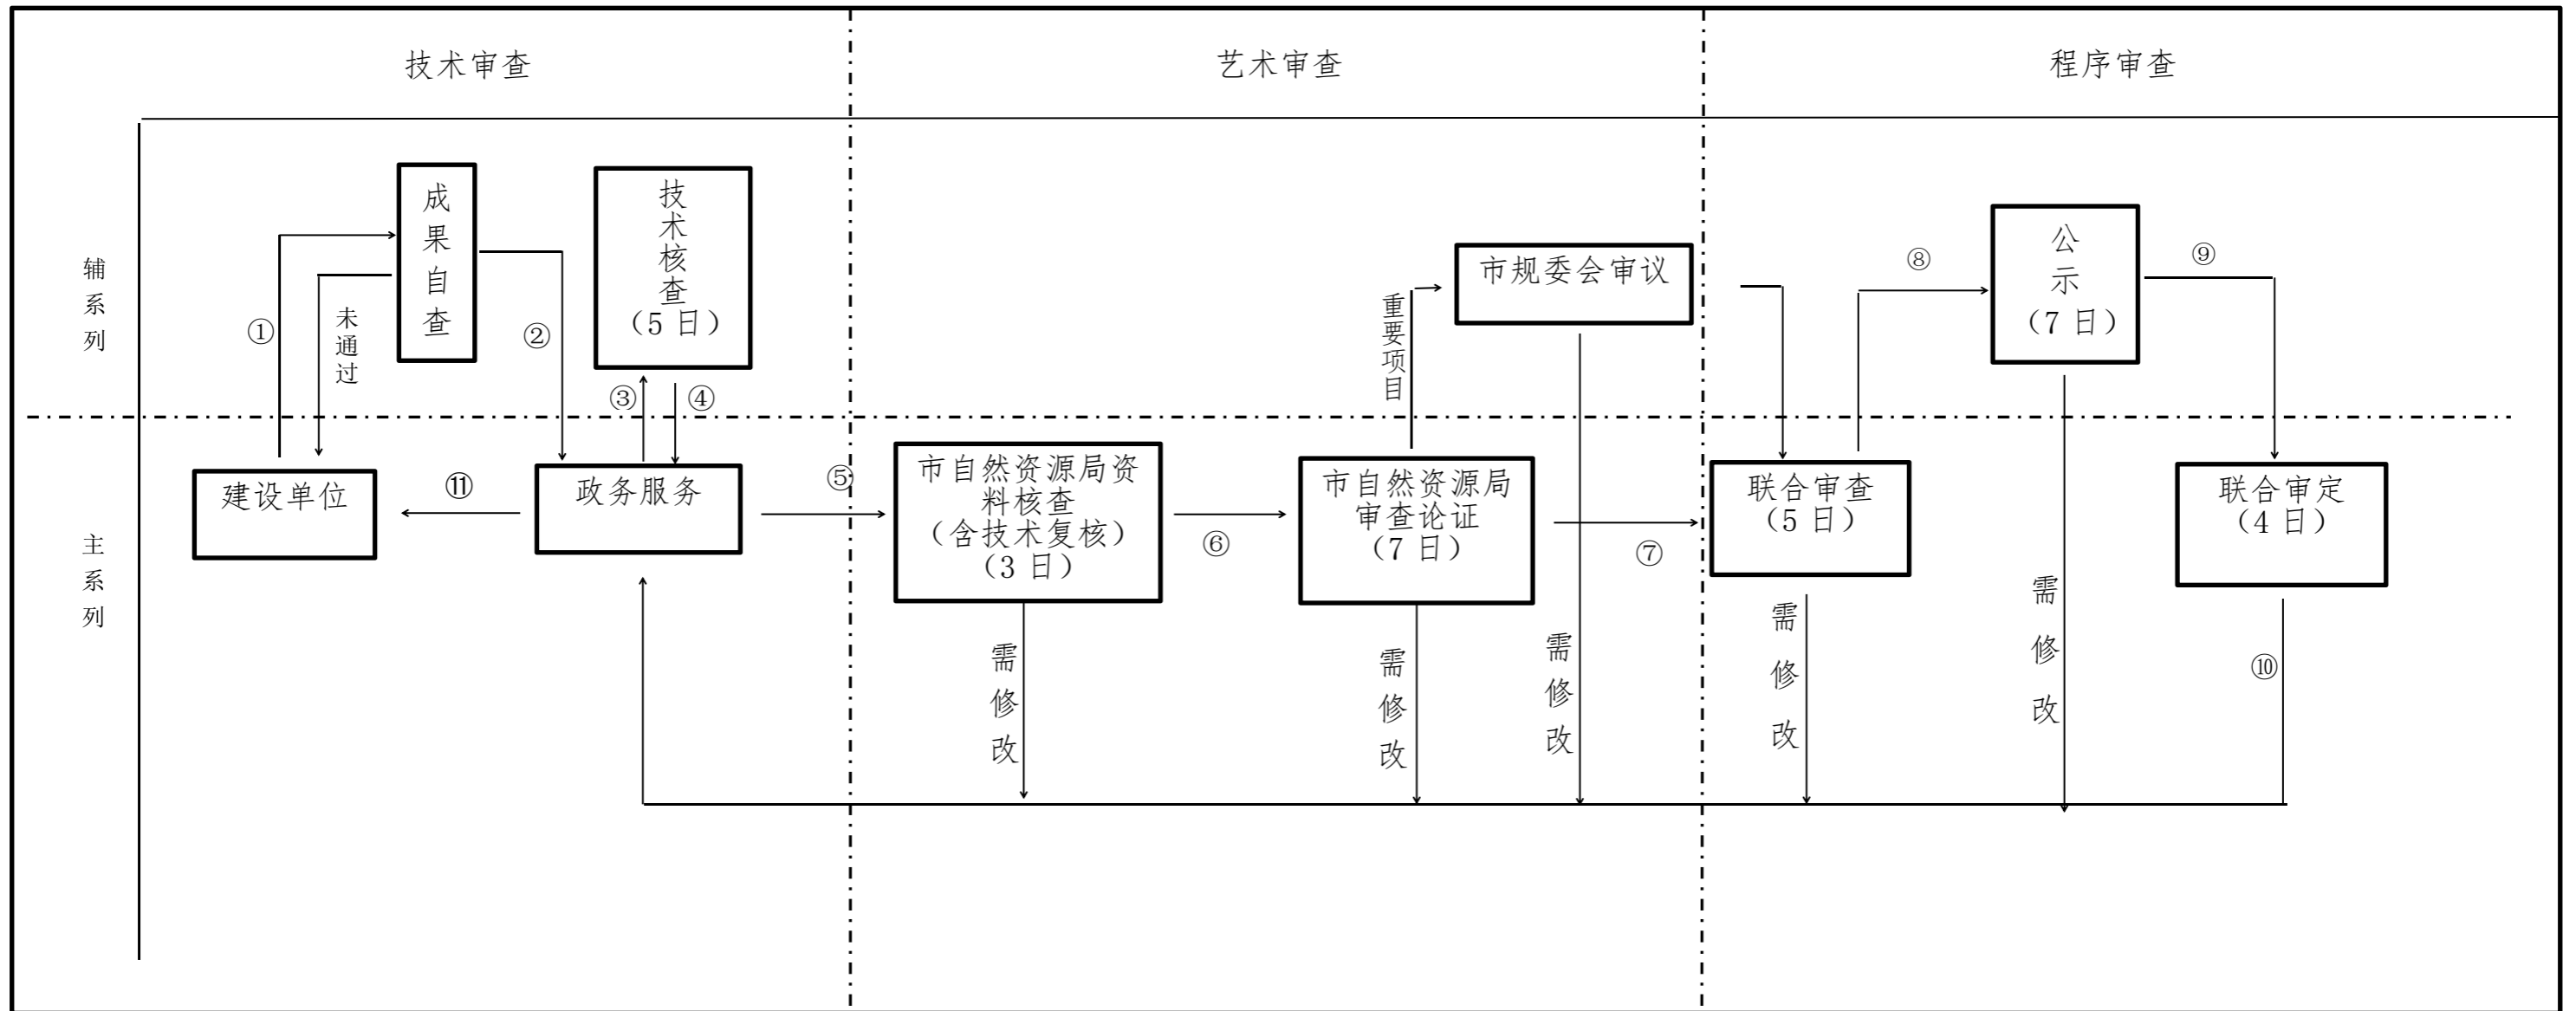 技术审查
艺术审查
程序审查
辅系列
主系列
成果自查
技术核查
（5 日）
①
未通过
②
③
④
市规委会审议
重要项目
⑧
公示
（7 日）
⑨
建设单位
⑪
政务服务
⑤
市自然资源局资
料核查
（含技术复核）
（3 日）
⑥
市自然资源局
审查论证
（7 日）
⑦
联合审查
（5 日）
联合审定
（4 日）
需修改
需修改
需修改
需修改
需修改
⑩